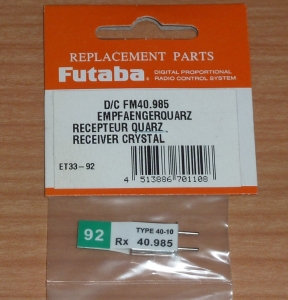 REPLACEMENT PARTS
Futaba
DIGITAL PROPORTIONAL
RADIO CONTROL SYSTEM
D/C FM40.985
EMPFAENGERQUARZ
RECEPTEUR QUARZ
RECEIVER CRYSTAL
ET33-92
4 513886 701108
92
TYPE 40-10
Rx 40.985